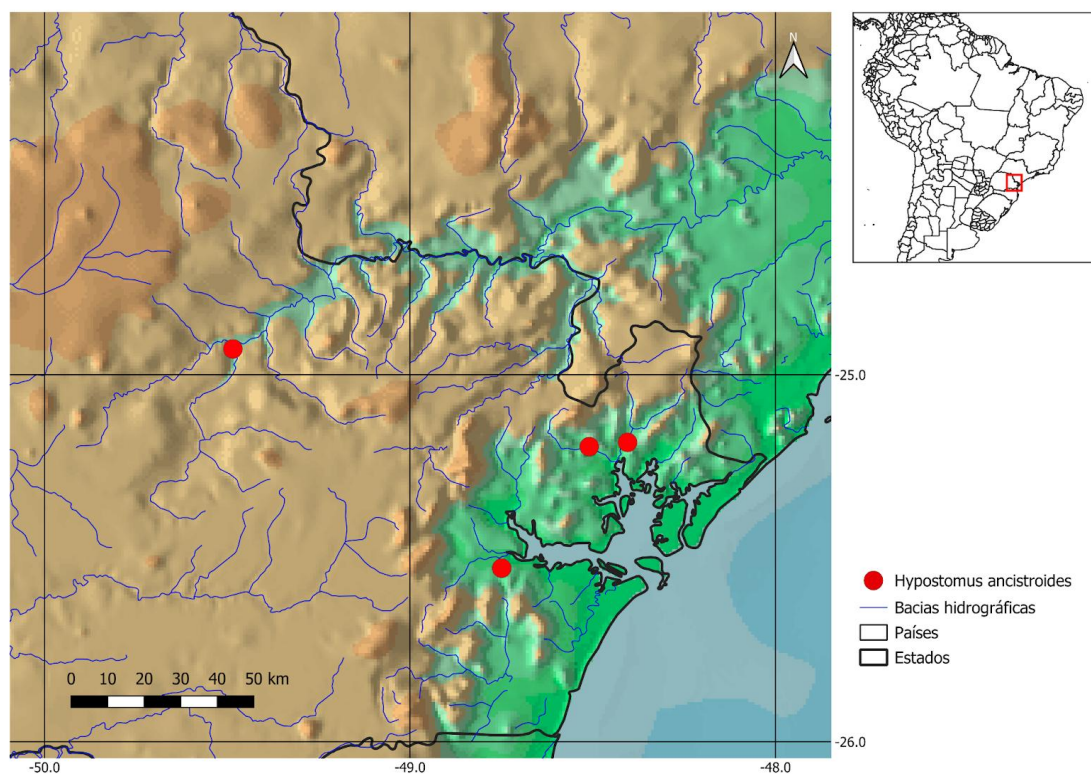 N
-25.0
Hypostomus ancistroides
Bacias hidrográficas
Países
Estados
0 10 20 30 40 50 km
-26.0
-50.0 -49.0 -48.0